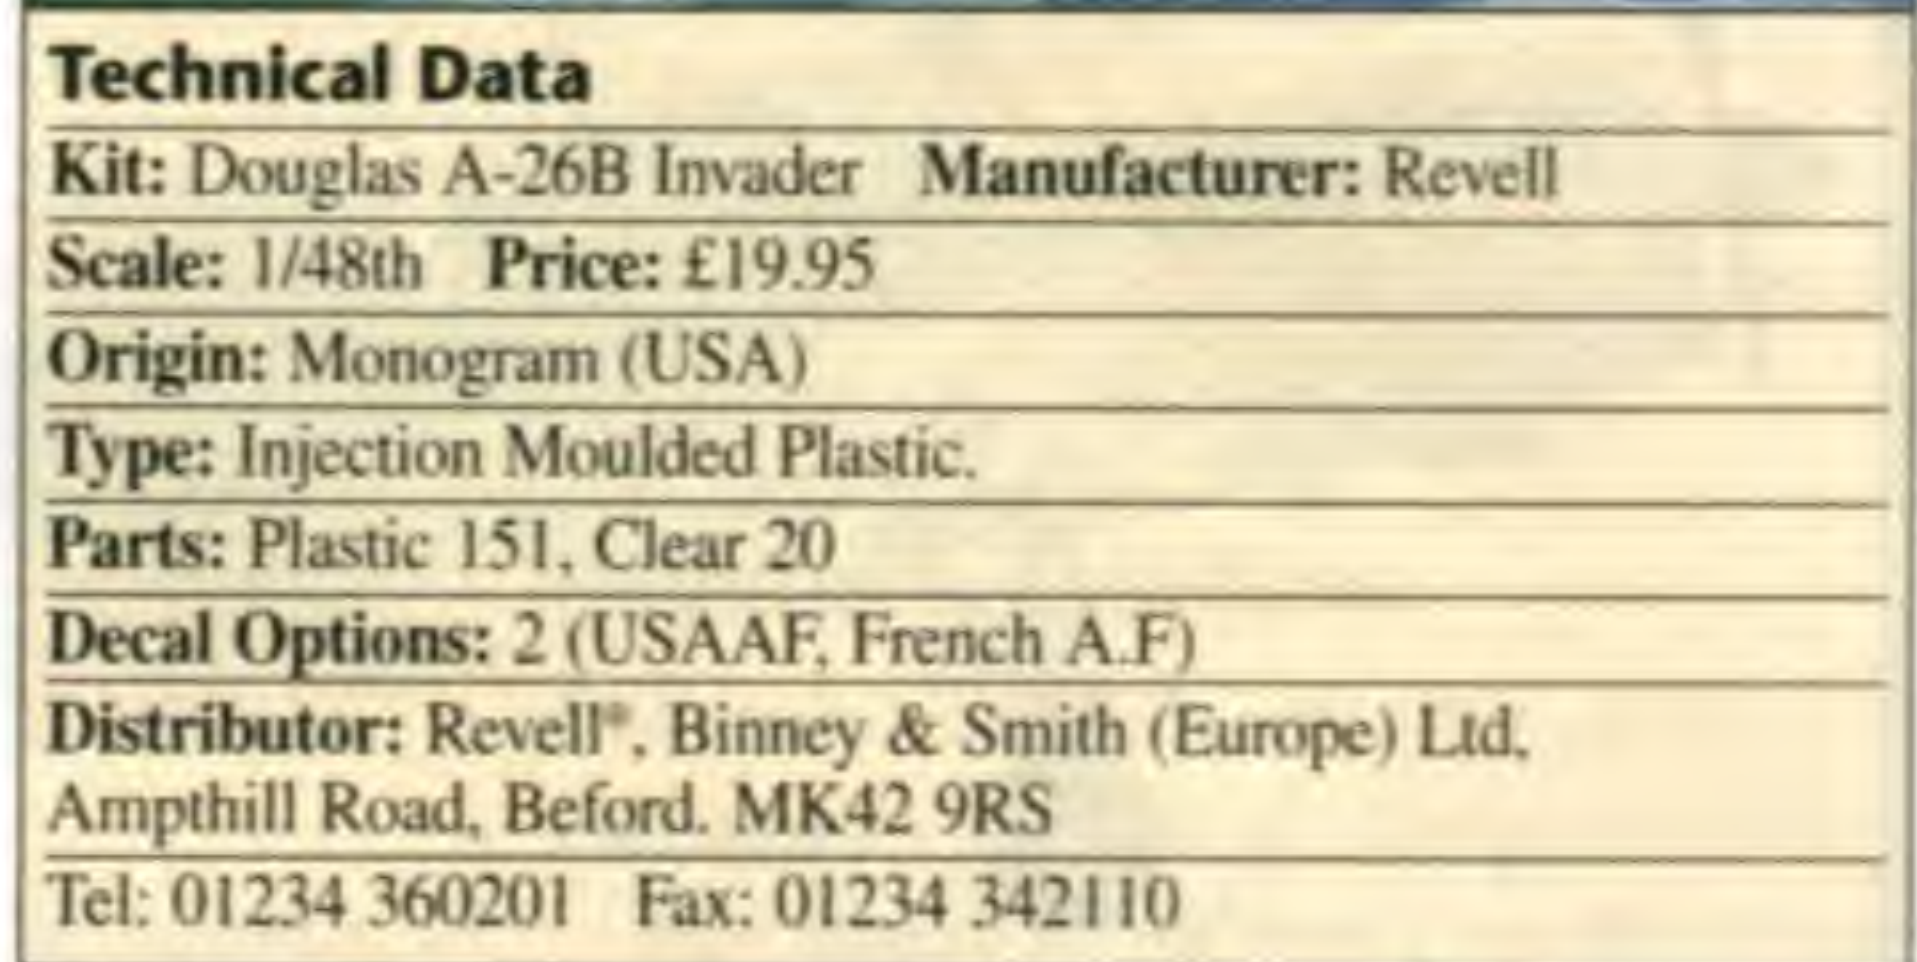 Technical Data
Kit: Douglas A-26B Invader Manufacturer: Revell
Scale: 1/48th Price: £19.95
Origin: Monogram (USA)
Type: Injection Moulded Plastic.
Parts: Plastic 151, Clear 20
Decal Options: 2 (USAAF, French A.F)
Distributor: Revell®, Binney & Smith (Europe) Ltd,
Ampthill Road, Beford. MK42 9RS
Tel: 01234 360201 Fax: 01234 342110